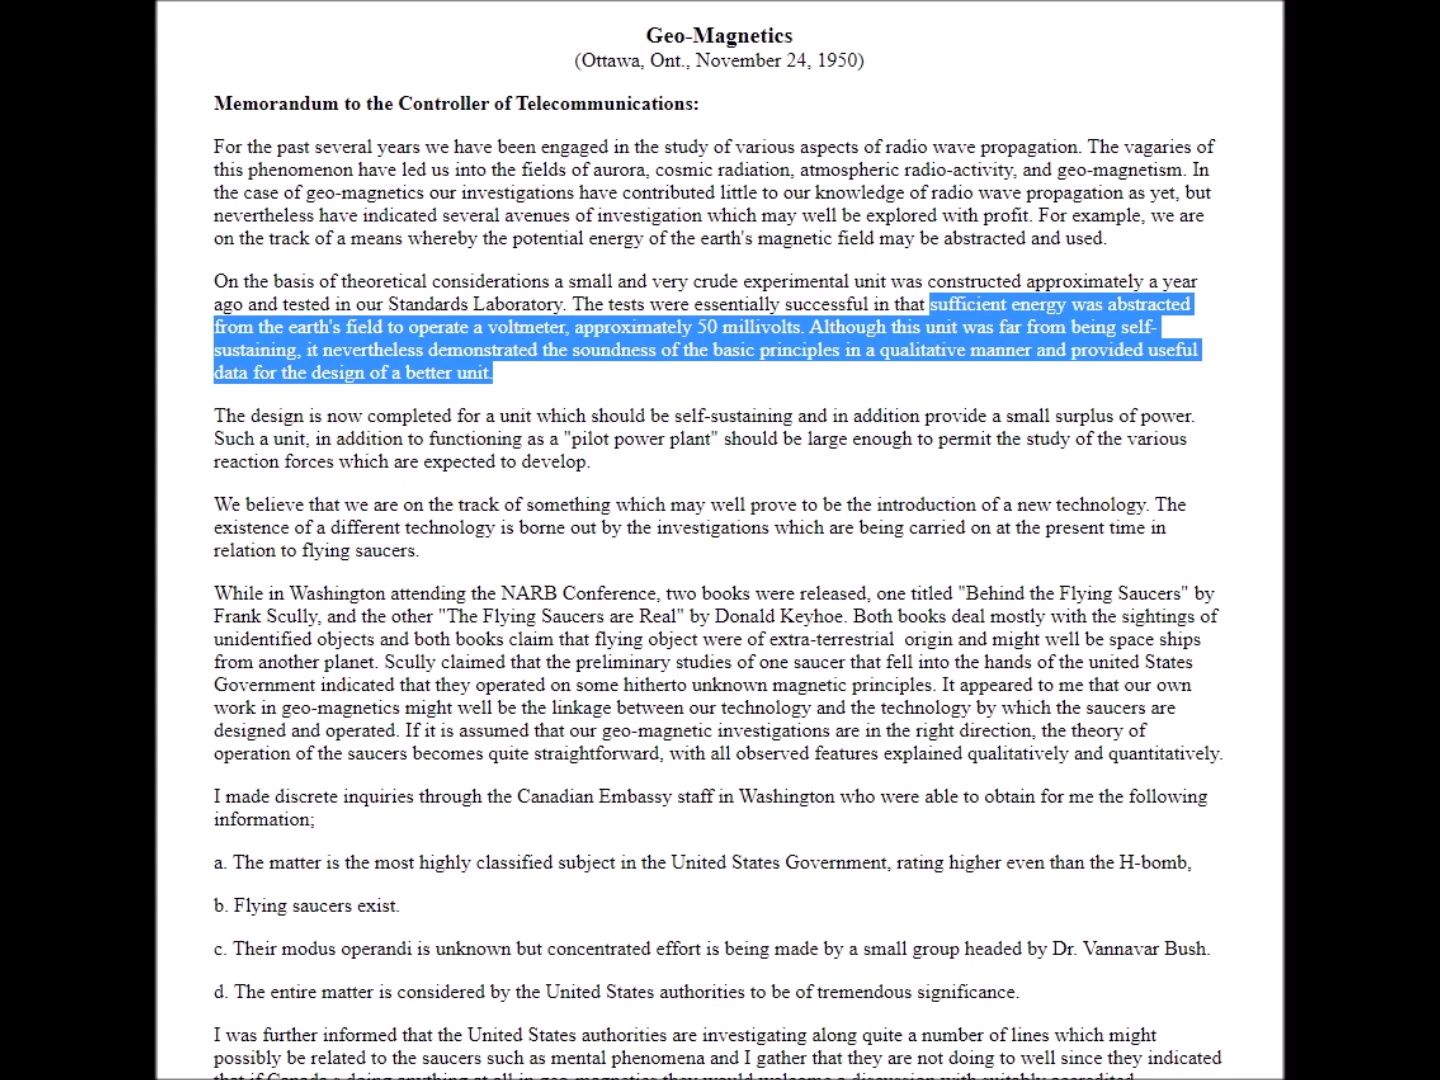 Geo-Magnetics
(Ottawa, Ont., November 24, 1950)
Memorandum to the Controller of Telecommunications:
For the past several years we have been engaged in the study of various aspects of radio wave propagation. The vagaries of
this phenomenon have led us into the fields of aurora, cosmic radiation, atmospheric radio-activity, and geo-magnetism. In
the case of geo-magnetics our investigations have contributed little to our knowledge of radio wave propagation as yet, but
nevertheless have indicated several avenues of investigation which may well be explored with profit. For example, we are
on the track of a means whereby the potential energy of the earth's magnetic field may be abstracted and used.
On the basis of theoretical considerations a small and very crude experimental unit was constructed approximately a year
ago and tested in our Standards Laboratory. The tests were essentially successful in that sufficient energy was abstracted
from the earth's field to operate a voltmeter, approximately 50 millivolts. Although this unit was far from being self-
sustaining, it nevertheless demonstrated the soundness of the basic principles in a qualitative manner and provided useful
data for the design of a better unit.
The design is now completed for a unit which should be self-sustaining and in addition provide a small surplus of power.
Such a unit, in addition to functioning as a "pilot power plant" should be large enough to permit the study of the various
reaction forces which are expected to develop.
We believe that we are on the track of something which may well prove to be the introduction of a new technology. The
existence of a different technology is borne out by the investigations which are being carried on at the present time in
relation to flying saucers.
While in Washington attending the NARB Conference, two books were released, one titled "Behind the Flying Saucers" by
Frank Scully, and the other "The Flying Saucers are Real" by Donald Keyhoe. Both books deal mostly with the sightings of
unidentified objects and both books claim that flying object were of extra-terrestrial origin and might well be space ships
from another planet. Scully claimed that the preliminary studies of one saucer that fell into the hands of the united States
Government indicated that they operated on some hitherto unknown magnetic principles. It appeared to me that our own
work in geo-magnetics might well be the linkage between our technology and the technology by which the saucers are
designed and operated. If it is assumed that our geo-magnetic investigations are in the right direction, the theory of
operation of the saucers becomes quite straightforward, with all observed features explained qualitatively and quantitatively.
I made discrete inquiries through the Canadian Embassy staff in Washington who were able to obtain for me the following
information;
a. The matter is the most highly classified subject in the United States Government, rating higher even than the H-bomb,
b. Flying saucers exist.
c. Their modus operandi is unknown but concentrated effort is being made by a small group headed by Dr. Vannavar Bush.
d. The entire matter is considered by the United States authorities to be of tremendous significance.
I was further informed that the United States authorities are investigating along quite a number of lines which might
possibly be related to the saucers such as mental phenomena and I gather that they are not doing to well since they indicated